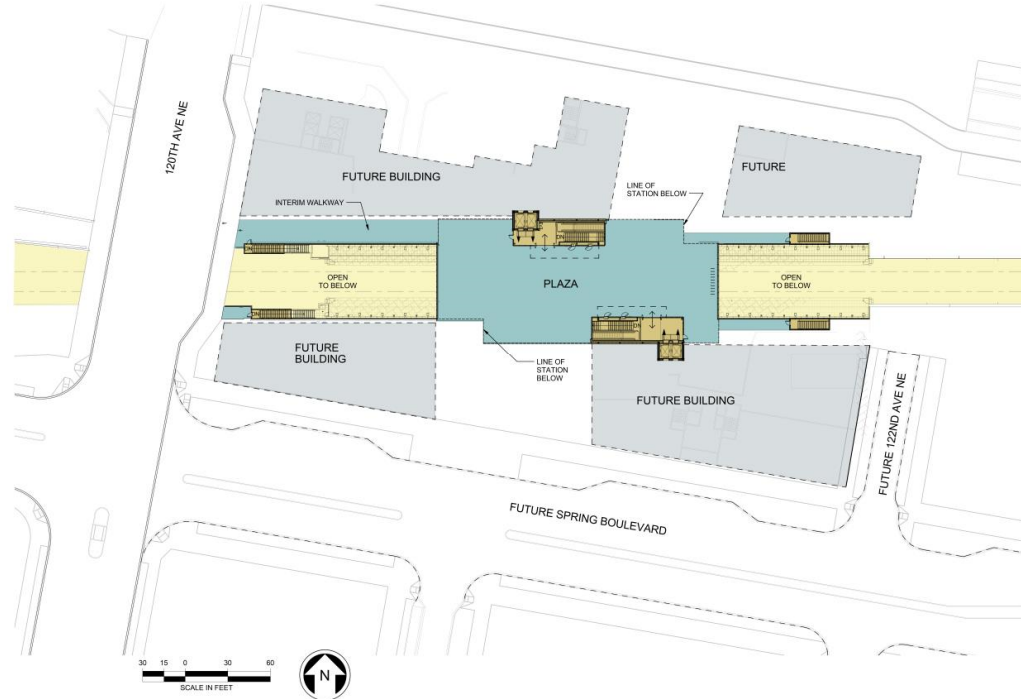 120TH AVE NE
FUTURE BUILDING
FUTURE
LINE OF
STATION BELOW
INTERIM WALKWAY
OPEN
TO BELOW
PLAZA
OPEN
TO BELOW
DN
DN
FUTURE
BUILDING
LINE OF
STATION
BELOW
FUTURE BUILDING
FUTURE 122ND AVE NE
FUTURE SPRING BOULEVARD
30 15 0 30 60
SCALE IN FEET
N